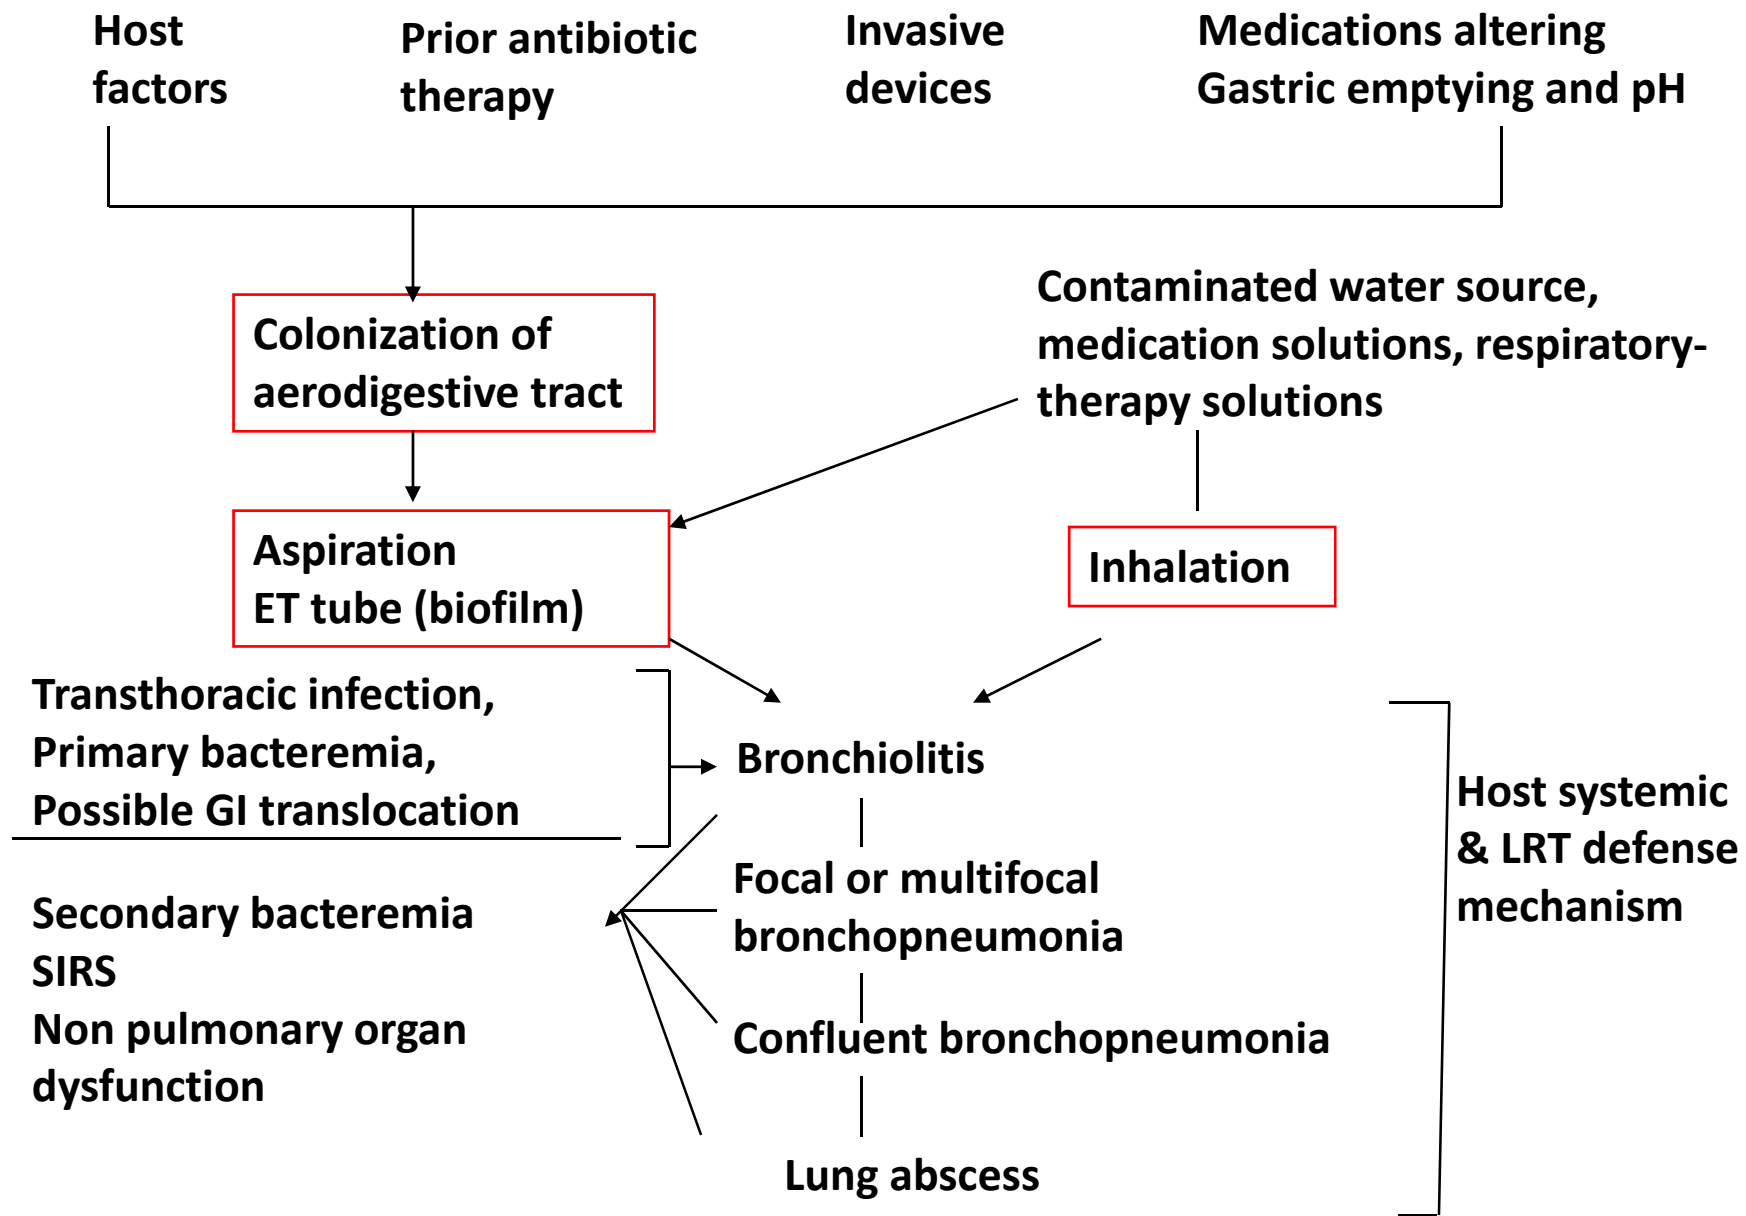 Host
factors
Prior antibiotic
therapy
Invasive
devices
Medications altering
Gastric emptying and pH
Colonization of
aerodigestive tract
Contaminated water source,
medication solutions, respiratory-
therapy solutions
Aspiration
ET tube (biofilm)
Inhalation
Transthoracic infection,
Primary bacteremia,
Possible GI translocation
Bronchiolitis
Host systemic
& LRT defense
mechanism
Focal or multifocal
bronchopneumonia
Secondary bacteremia
SIRS
Non pulmonary organ
dysfunction
Confluent bronchopneumonia
Lung abscess